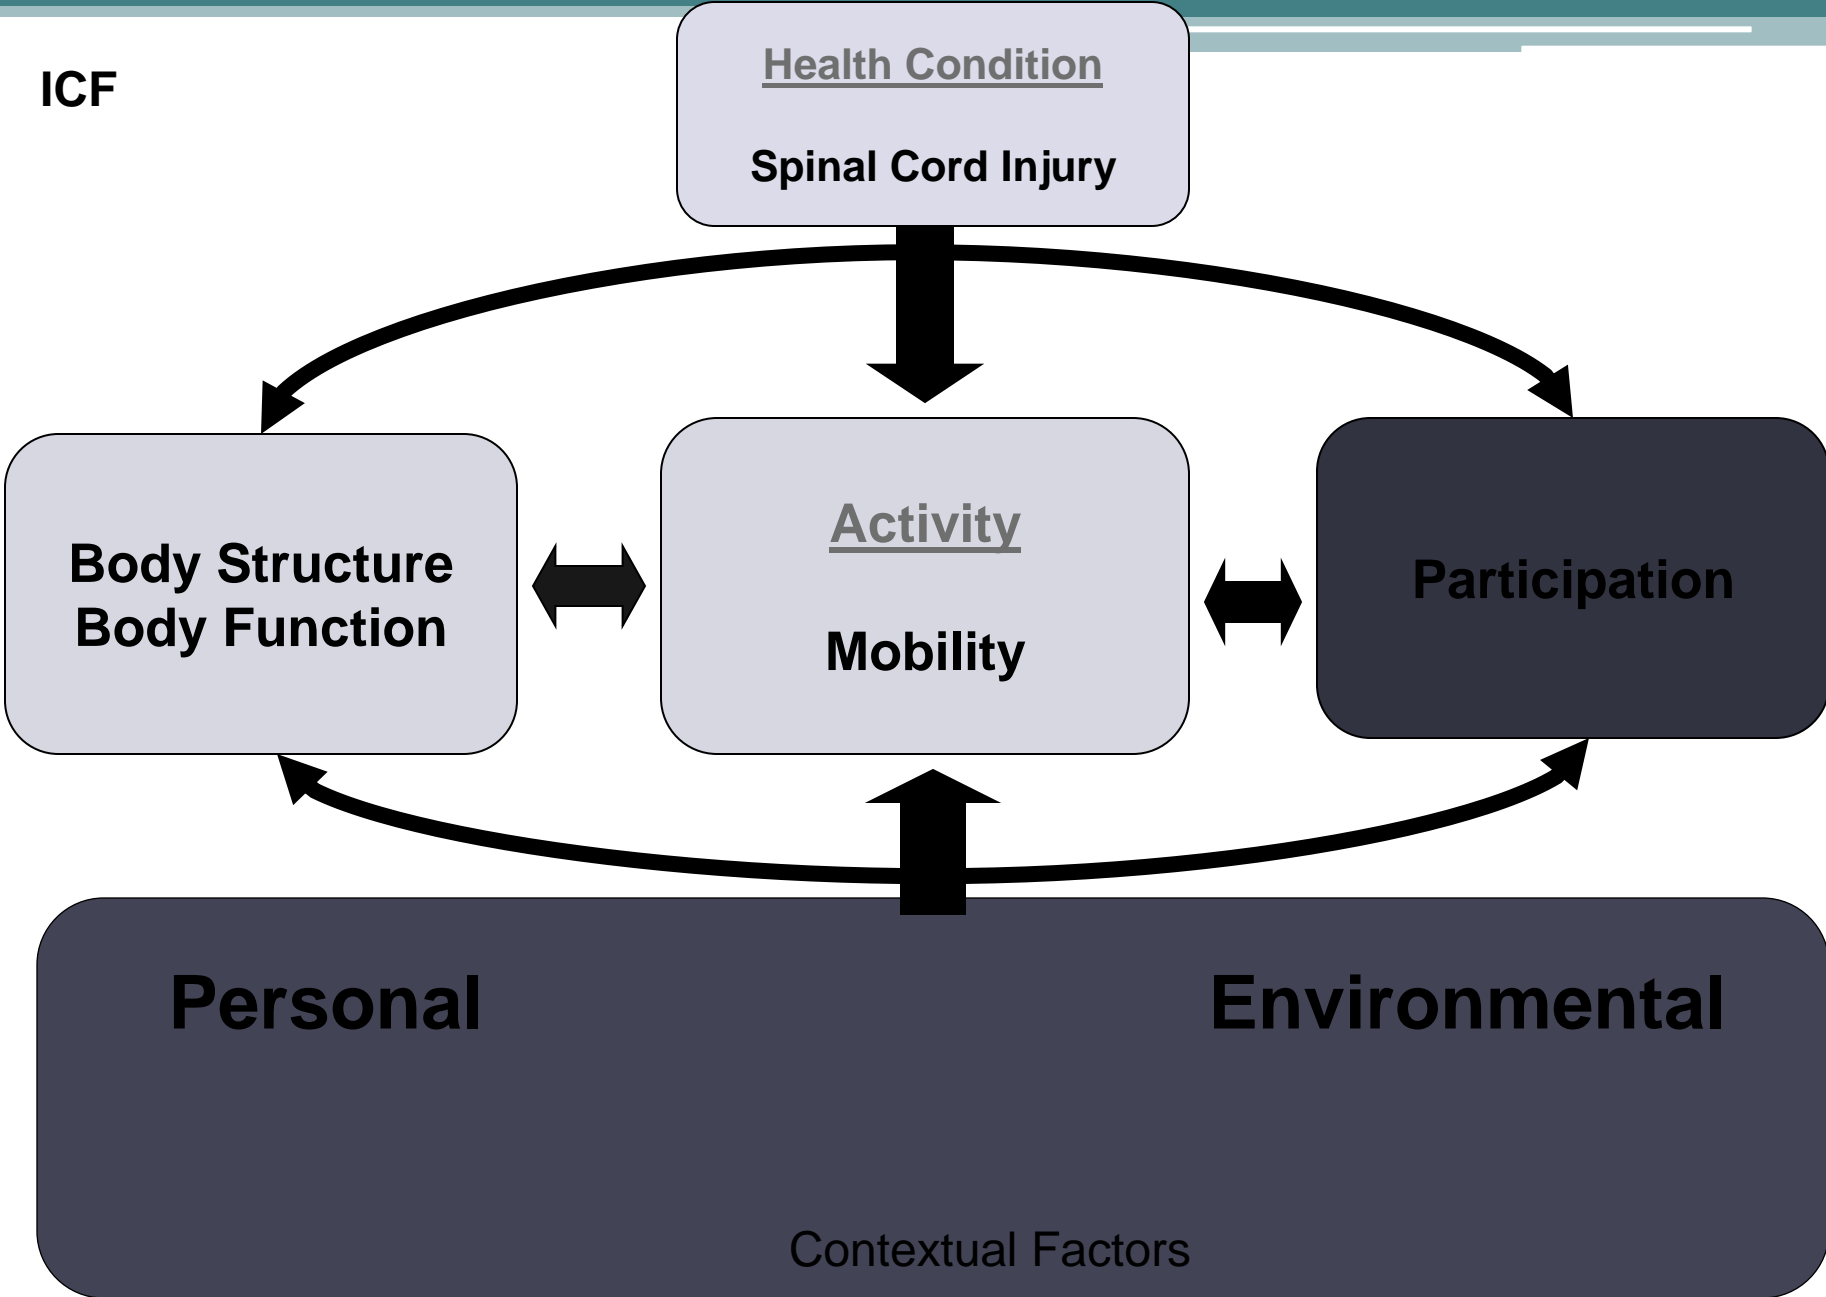 ICF
Health Condition
Spinal Cord Injury
Body Structure
Body Function
Activity
Mobility
Participation
Personal
Environmental
Contextual Factors